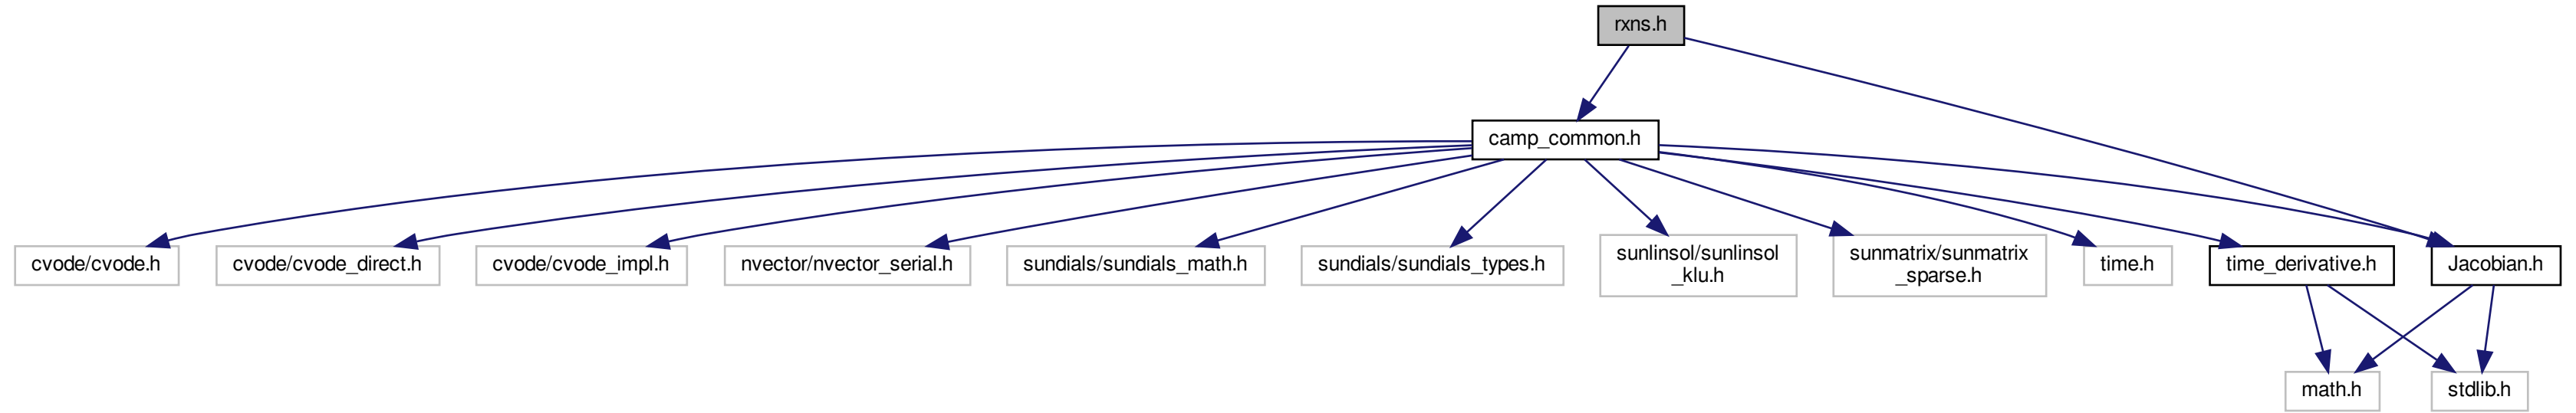 rxns.h
camp_common.h
cvode/cvode.h
cvode/cvode_direct.h
cvode/cvode_impl.h
nvector/nvector_serial.h
sundials/sundials_math.h
sundials/sundials_types.h
sunlinsol/sunlinsol
_klu.h
sunmatrix/sunmatrix
_sparse.h
time.h
time_derivative.h
Jacobian.h
math.h
stdlib.h